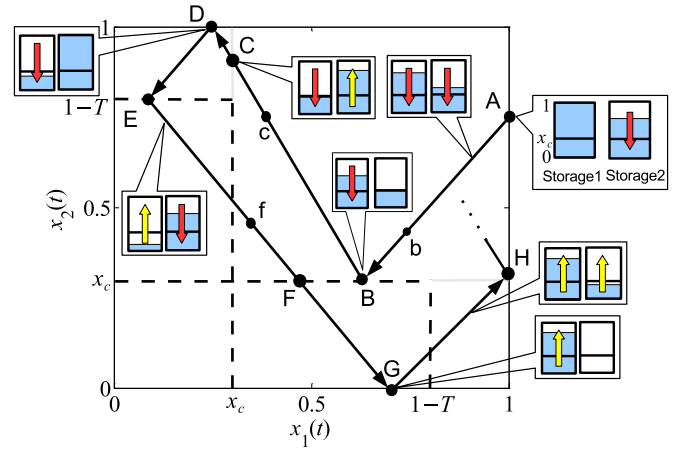 D
1
C
A
1
x_c
0
Storage1 Storage2
1−T
E
c
x_2(t)
0.5
f
b
H
x_c
F
B
G
0
0
x_c
0.5
1−T
1
x_1(t)